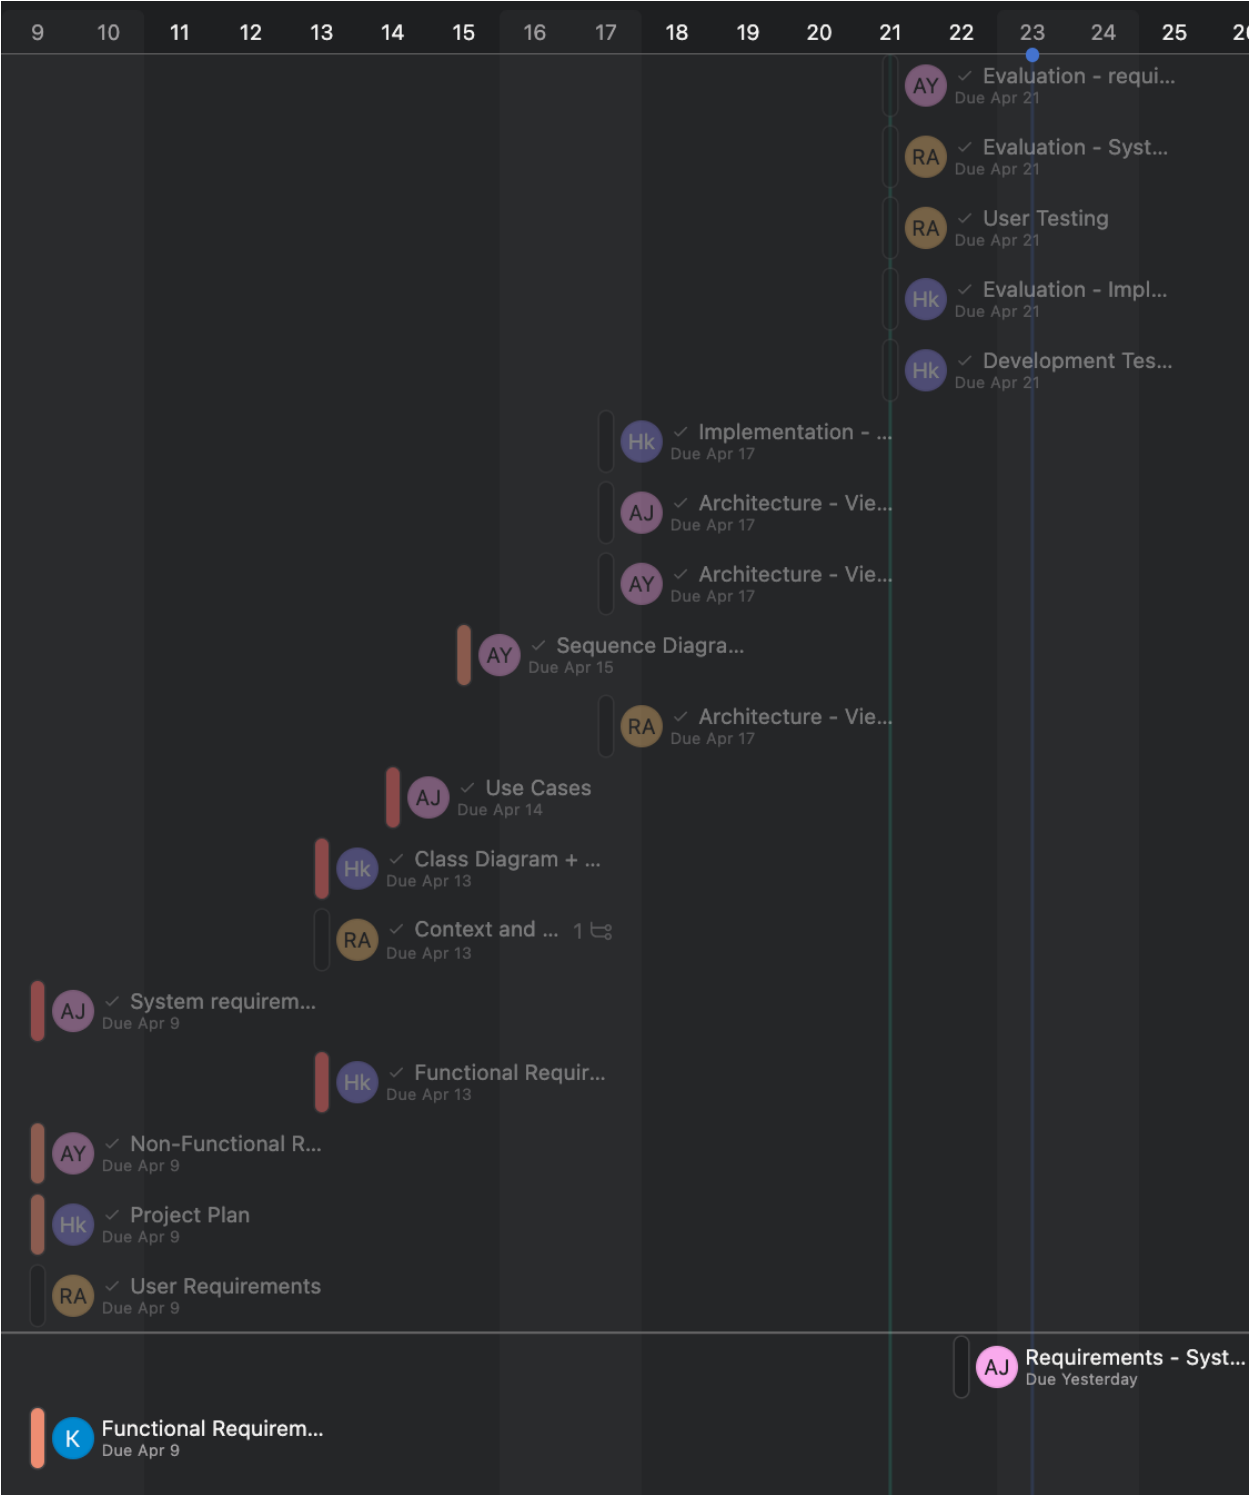 9 10 11 12 13 14 15 16 17 18 19 20 21 22 23 24 25
AY ✓ Evaluation - requi...
Due Apr 21
RA ✓ Evaluation - Syst...
Due Apr 21
RA ✓ User Testing
Due Apr 21
Hk ✓ Evaluation - Impl...
Due Apr 21
Hk ✓ Development Tes...
Due Apr 21
Hk ✓ Implementation - ...
Due Apr 17
AJ ✓ Architecture - Vie...
Due Apr 17
AY ✓ Architecture - Vie...
Due Apr 17
AY ✓ Sequence Diagra...
Due Apr 15
RA ✓ Architecture - Vie...
Due Apr 17
AJ ✓ Use Cases
Due Apr 14
Hk ✓ Class Diagram + ...
Due Apr 13
RA ✓ Context and ... 1
Due Apr 13
AJ ✓ System requirem...
Due Apr 9
Hk ✓ Functional Requir...
Due Apr 13
AY ✓ Non-Functional R...
Due Apr 9
Hk ✓ Project Plan
Due Apr 9
RA ✓ User Requirements
Due Apr 9
AJ Requirements - Syst...
Due Yesterday
K Functional Requirem...
Due Apr 9